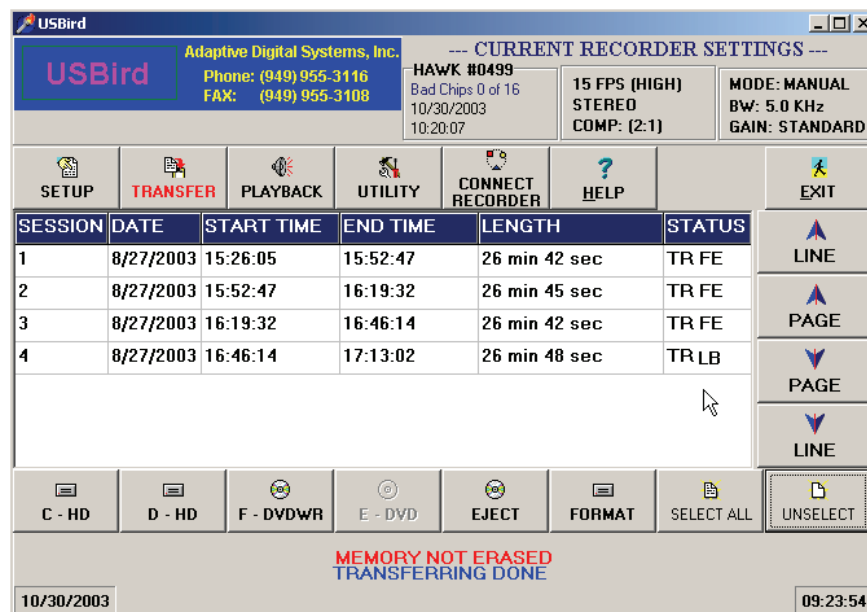 USBird
USBird
Adaptive Digital Systems, Inc.
Phone: (949) 955-3116
FAX: (949) 955-3108
--- CURRENT RECORDER SETTINGS ---
HAWK #0499
Bad Chips 0 of 16
10/30/2003
10:20:07
15 FPS (HIGH)
STEREO
COMP: (2:1)
MODE: MANUAL
BW: 5.0 KHz
GAIN: STANDARD
SETUP
TRANSFER
PLAYBACK
UTILITY
CONNECT
RECORDER
HELP
EXIT
SESSION DATE START TIME END TIME LENGTH STATUS
1 8/27/2003 15:26:05 15:52:47 26 min 42 sec TR FE
2 8/27/2003 15:52:47 16:19:32 26 min 45 sec TR FE
3 8/27/2003 16:19:32 16:46:14 26 min 42 sec TR FE
4 8/27/2003 16:46:14 17:13:02 26 min 48 sec TR LB
LINE
PAGE
PAGE
LINE
C - HD
D - HD
F - DVDWR
E - DVD
EJECT
FORMAT
SELECT ALL
UNSELECT
MEMORY NOT ERASED
TRANSFERRING DONE
10/30/2003
09:23:54